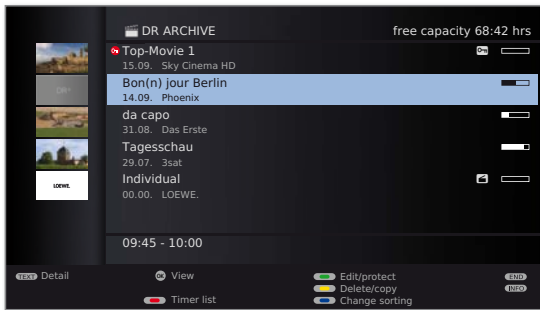 DR ARCHIVE free capacity 68:42 hrs
Top-Movie 1
15.09. Sky Cinema HD
DR+
Bon(n) jour Berlin
14.09. Phoenix
da capo
31.08. Das Erste
Tagesschau
29.07. 3sat
Individual
LOEWE.
00.00. LOEWE.
09:45 - 10:00
TEXT Detail OK View Edit/protect END
Delete/copy INFO
Timer list Change sorting